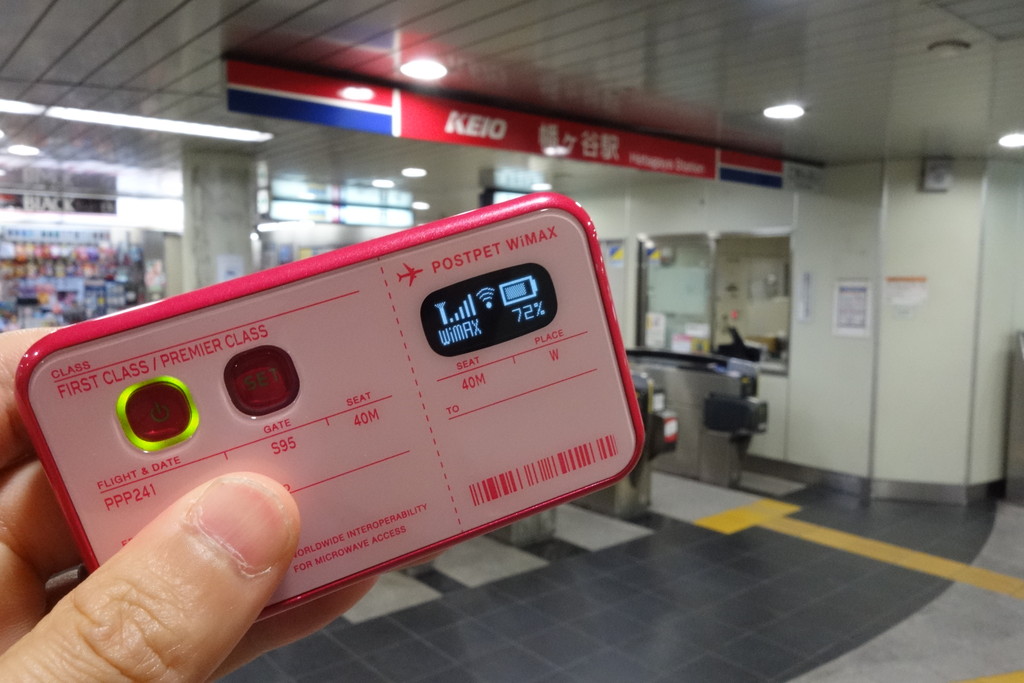 KEIO 幡ヶ谷駅 Hatagaya Station
BLACK
POSTPET WiMAX
WiMAX 72%
SEAT PLACE
40M W
TO
CLASS
FIRST CLASS / PREMIER CLASS
SET
FLIGHT & DATE GATE SEAT
PPP241 S95 40M
WORLDWIDE INTEROPERABILITY
FOR MICROWAVE ACCESS